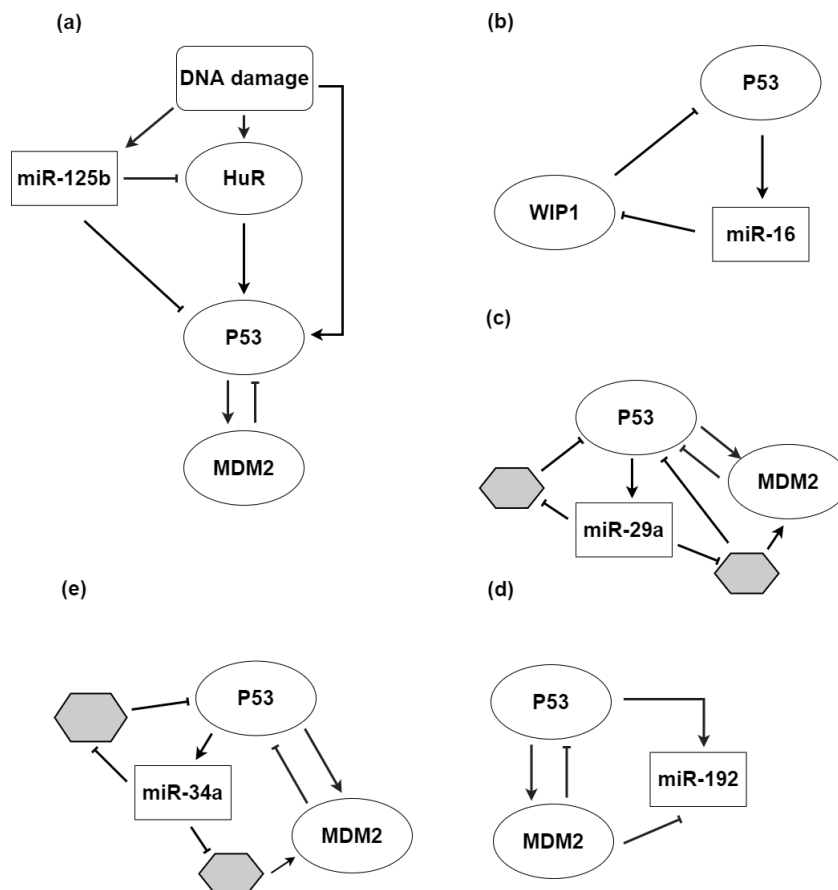 (a)
DNA damage
miR-125b
HuR
P53
MDM2
(b)
P53
WIP1
miR-16
(c)
P53
MDM2
miR-29a
(e)
P53
miR-34a
MDM2
(d)
P53
miR-192
MDM2